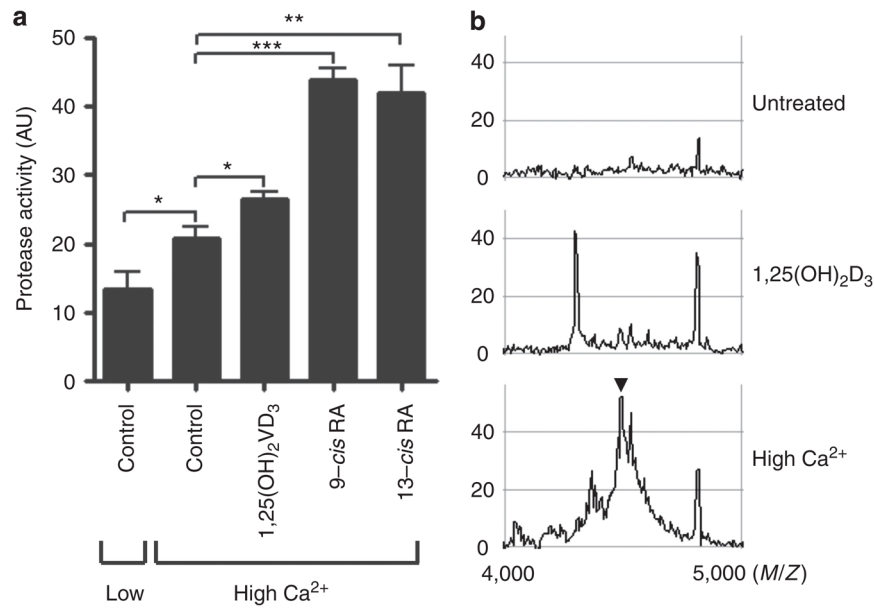 a
**
***
*
*
50
40
30
20
10
0
Protease activity (AU)
Control
Control
1,25(OH)₂VD₃
9–cis RA
13–cis RA
Low
High Ca²⁺
b
40
20
0
Untreated
40
20
0
1,25(OH)₂D₃
40
20
0
High Ca²⁺
4,000
5,000 (M/Z)